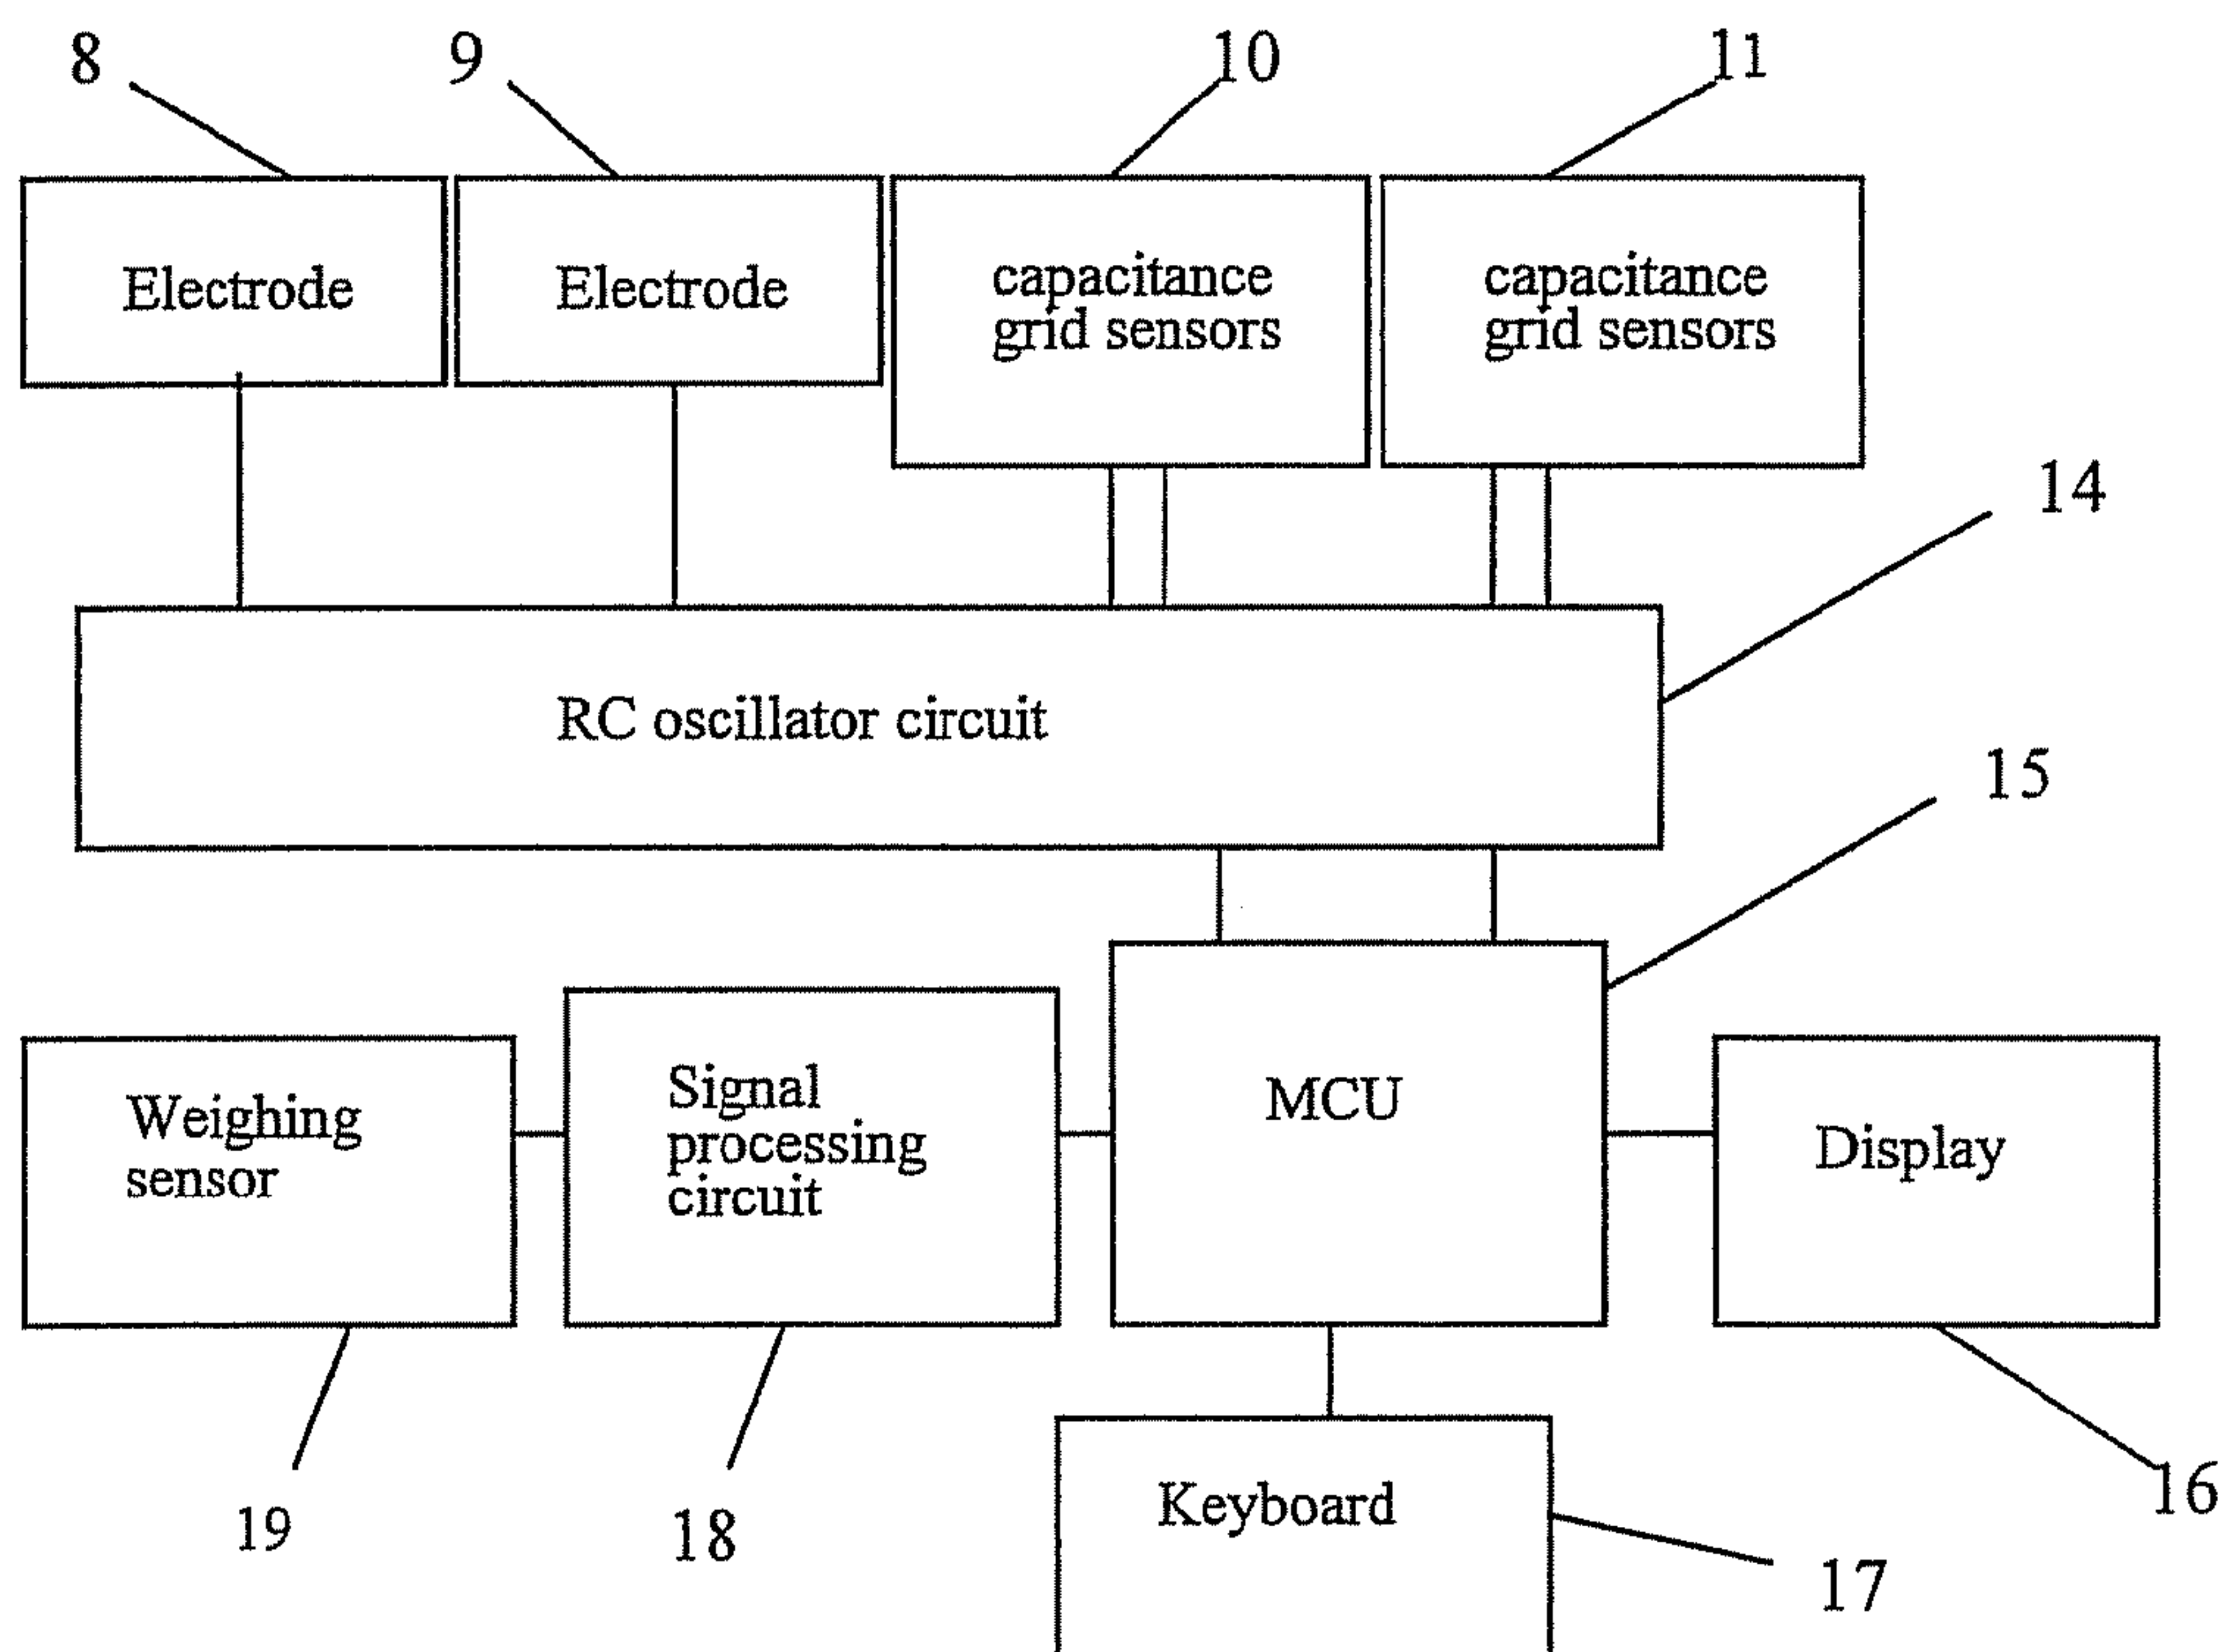 8
9
10
11
Electrode
Electrode
capacitance
grid sensors
capacitance
grid sensors
14
RC oscillator circuit
15
Weighing
sensor
Signal
processing
circuit
MCU
Display
19
18
Keyboard
16
17